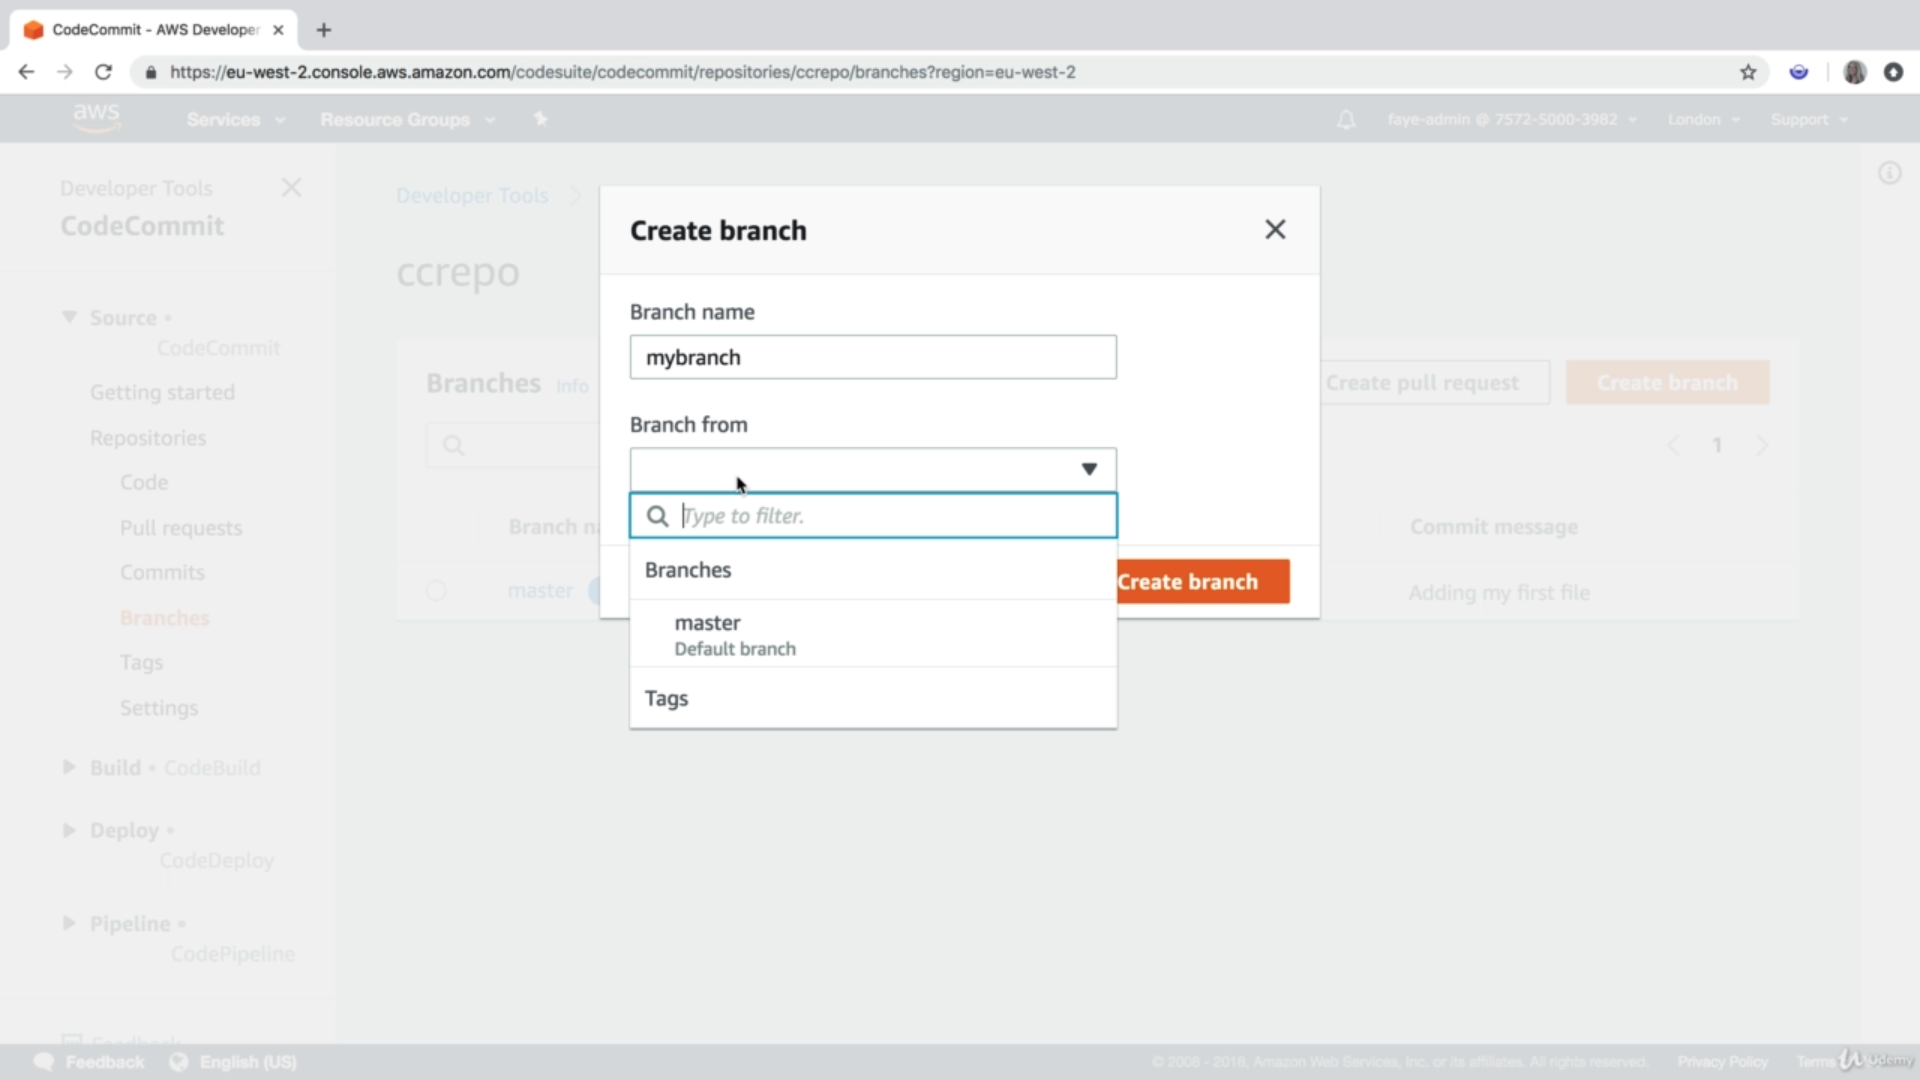 CodeCommit - AWS Developer
https://eu-west-2.console.aws.amazon.com/codesuite/codecommit/repositories/ccrepo/branches?region=eu-west-2
aws
Services
Resource Groups
faye-admin @ 7572-5000-3982
London
Support
Developer Tools
CodeCommit
Source •
CodeCommit
Getting started
Repositories
Code
Pull requests
Commits
Branches
Tags
Settings
Build • CodeBuild
Deploy •
CodeDeploy
Pipeline •
CodePipeline
Developer Tools
ccrepo
Branches Info
Create pull request
Create branch
1
Branch na
Commit message
master
Adding my first file
Create branch
Branch name
mybranch
Branch from
Type to filter.
Branches
master
Default branch
Tags
Create branch
Feedback
Feedback
English (US)
© 2008 - 2018, Amazon Web Services, Inc. or its affiliates. All rights reserved.
Privacy Policy
Terms
Udemy